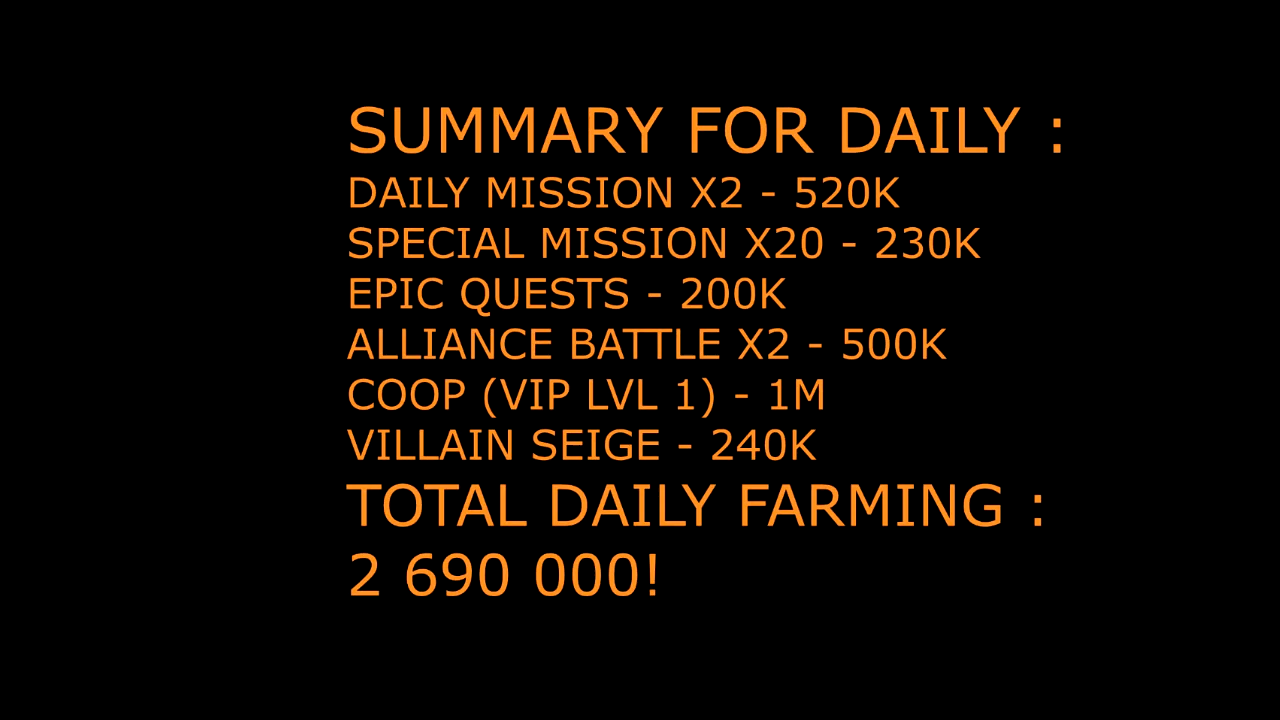 SUMMARY FOR DAILY :
DAILY MISSION X2 - 520K
SPECIAL MISSION X20 - 230K
EPIC QUESTS - 200K
ALLIANCE BATTLE X2 - 500K
COOP (VIP LVL 1) - 1M
VILLAIN SEIGE - 240K
TOTAL DAILY FARMING :
2 690 000!